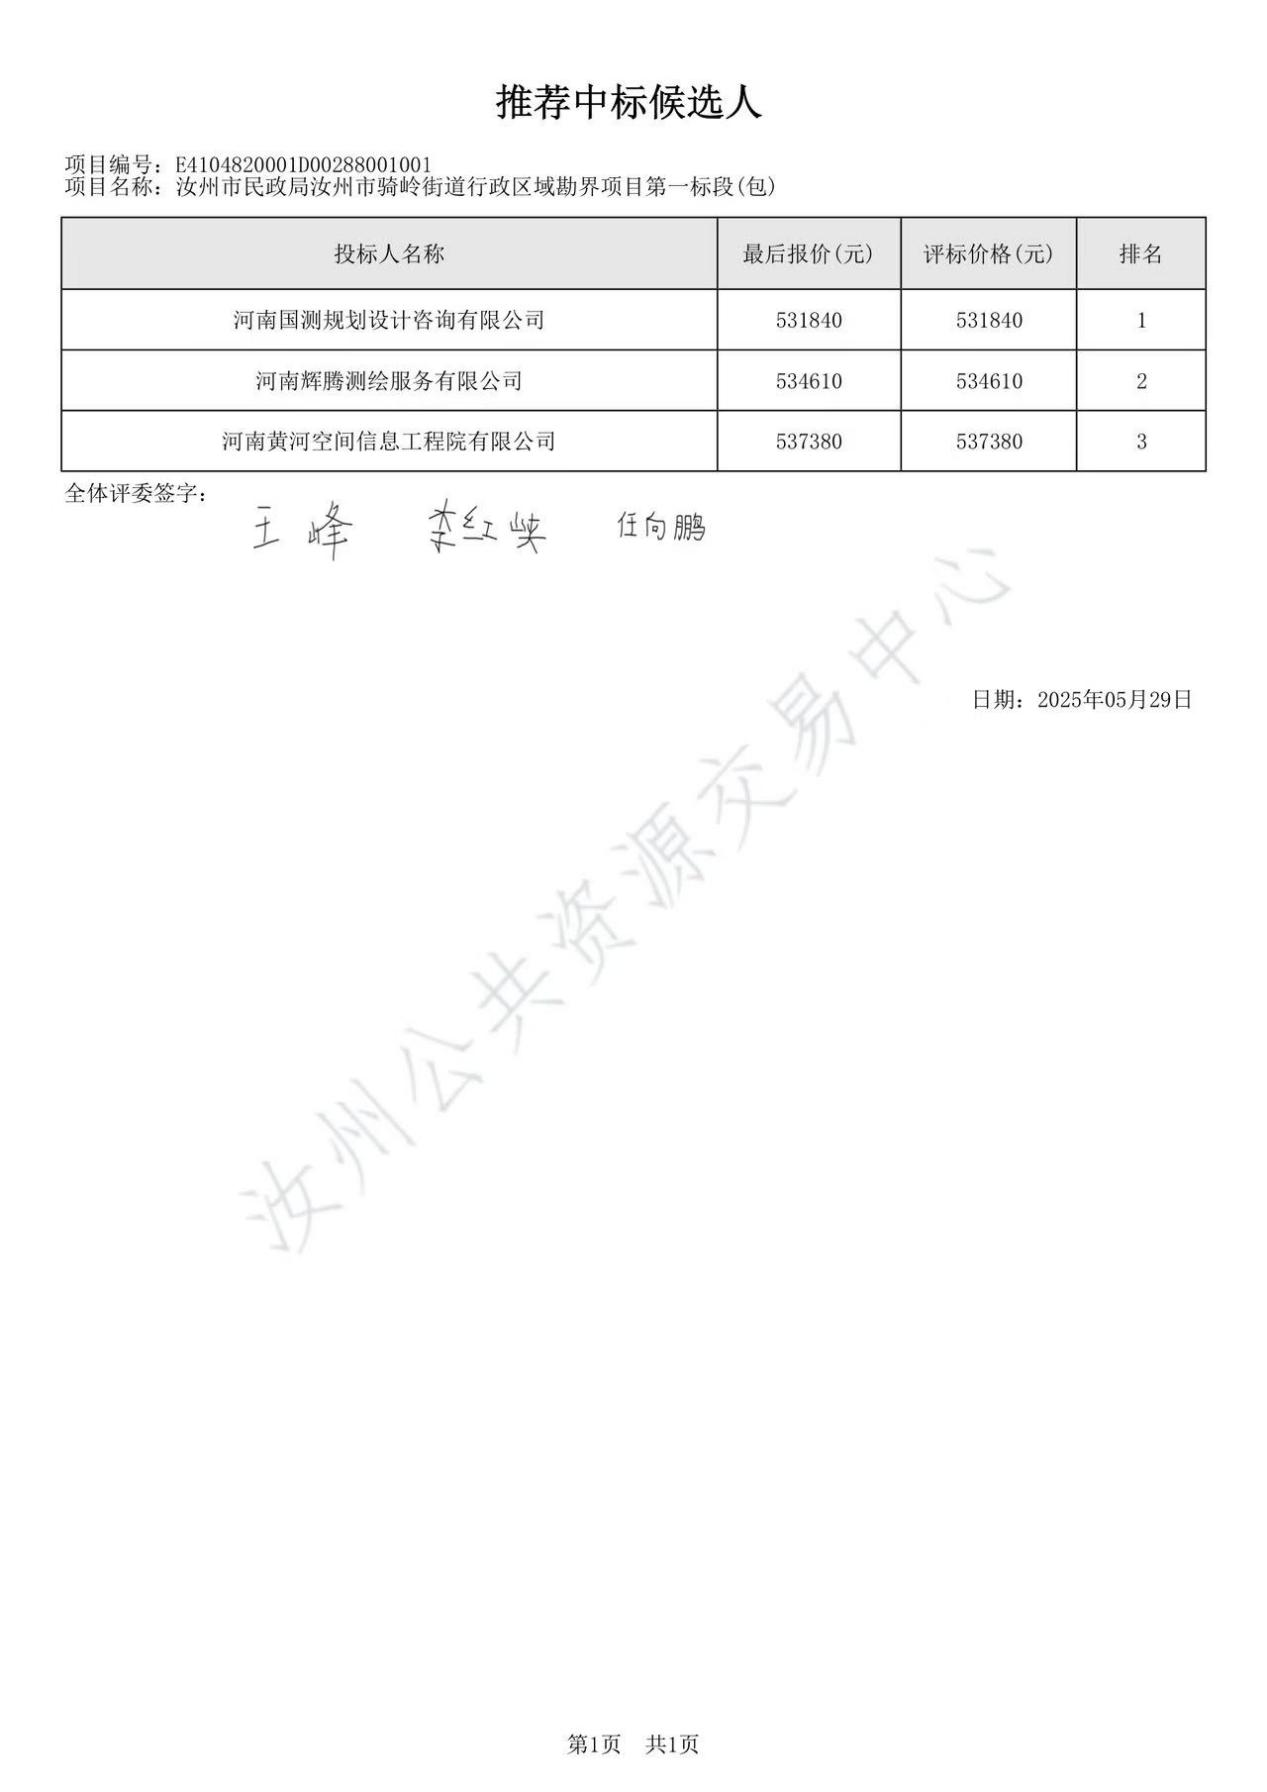 推荐中标候选人
项目编号：E4104820001D00288001001
项目名称：汝州市民政局汝州市骑岭街道行政区域勘界项目第一标段(包)
投标人名称 最后报价(元) 评标价格(元) 排名
河南国测规划设计咨询有限公司 531840 531840 1
河南辉腾测绘服务有限公司 534610 534610 2
河南黄河空间信息工程院有限公司 537380 537380 3
全体评委签字：
王峰 李红峡 任向鹏
日期：2025年05月29日
汝州公共资源交易中心
第1页 共1页